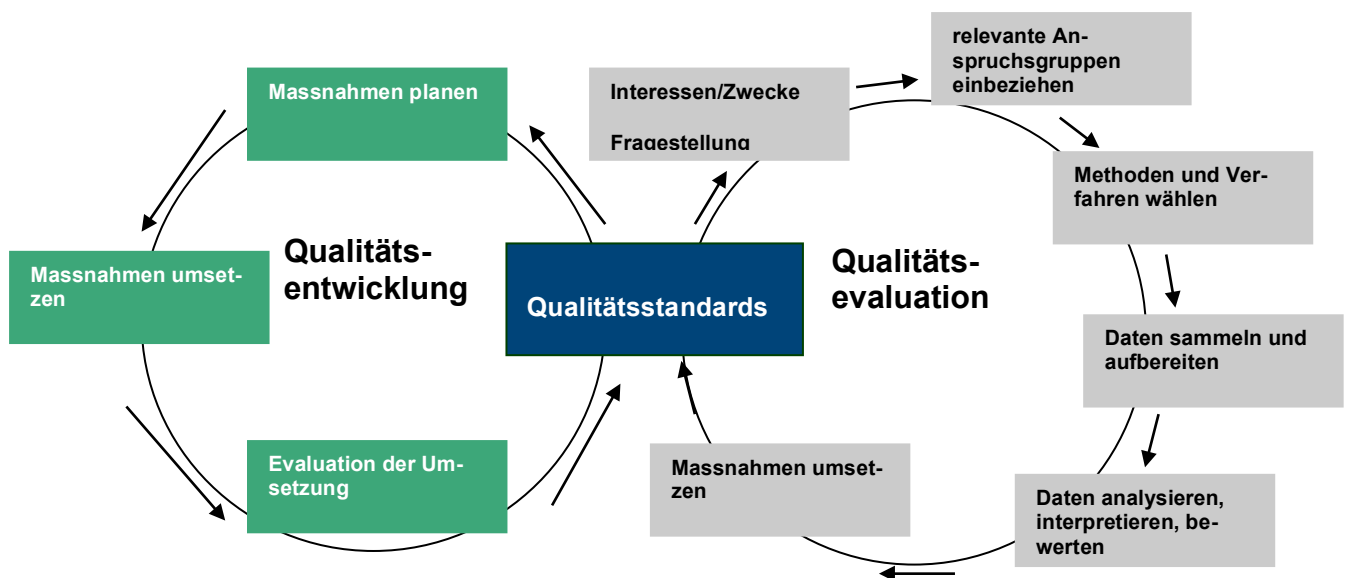 relevante An-
spruchsgruppen
einbeziehen
Massnahmen planen
Interessen/Zwecke
Fragestellung
Methoden und Ver-
fahren wählen
Qualitäts-
entwicklung
Massnahmen umset-
zen
Qualitätsstandards
Qualitäts-
evaluation
Daten sammeln und
aufbereiten
Evaluation der Um-
setzung
Massnahmen umset-
zen
Daten analysieren,
interpretieren, be-
werten